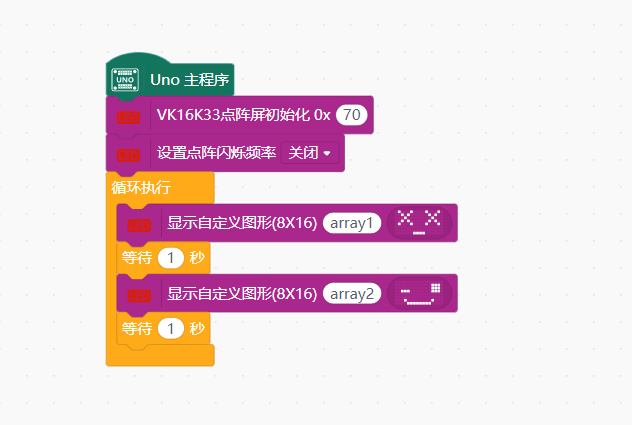 UNO Uno 主程序
VK16K33点阵屏初始化 0x 70
设置点阵闪烁频率 关闭
循环执行
显示自定义图形(8X16) array1
等待 1 秒
显示自定义图形(8X16) array2
等待 1 秒